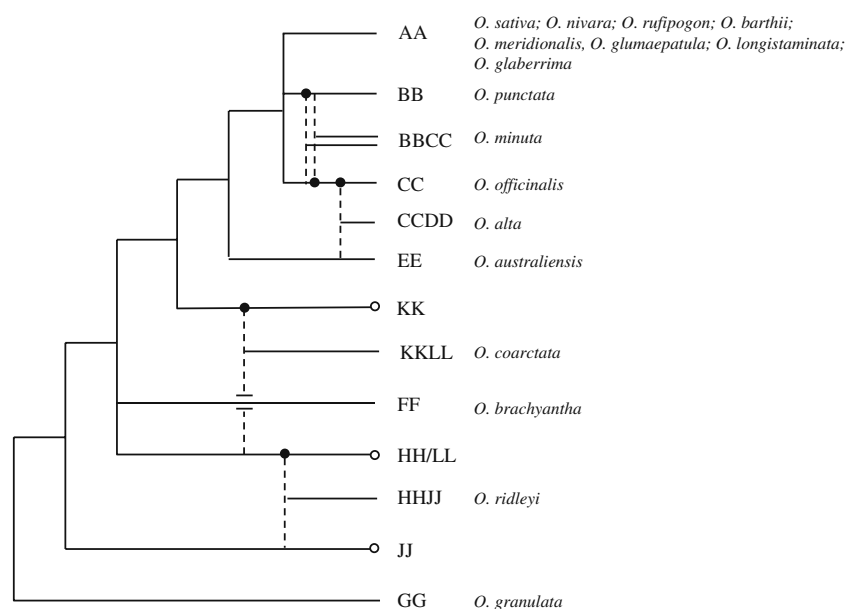 AA O. sativa; O. nivara; O. rufipogon; O. barthii;
O. meridionalis, O. glumaepatula; O. longistaminata;
O. glaberrima
BB O. punctata
BBCC O. minuta
CC O. officinalis
CCDD O. alta
EE O. australiensis
KK
KKLL O. coarctata
FF O. brachyantha
HH/LL
HHJJ O. ridleyi
JJ
GG O. granulata